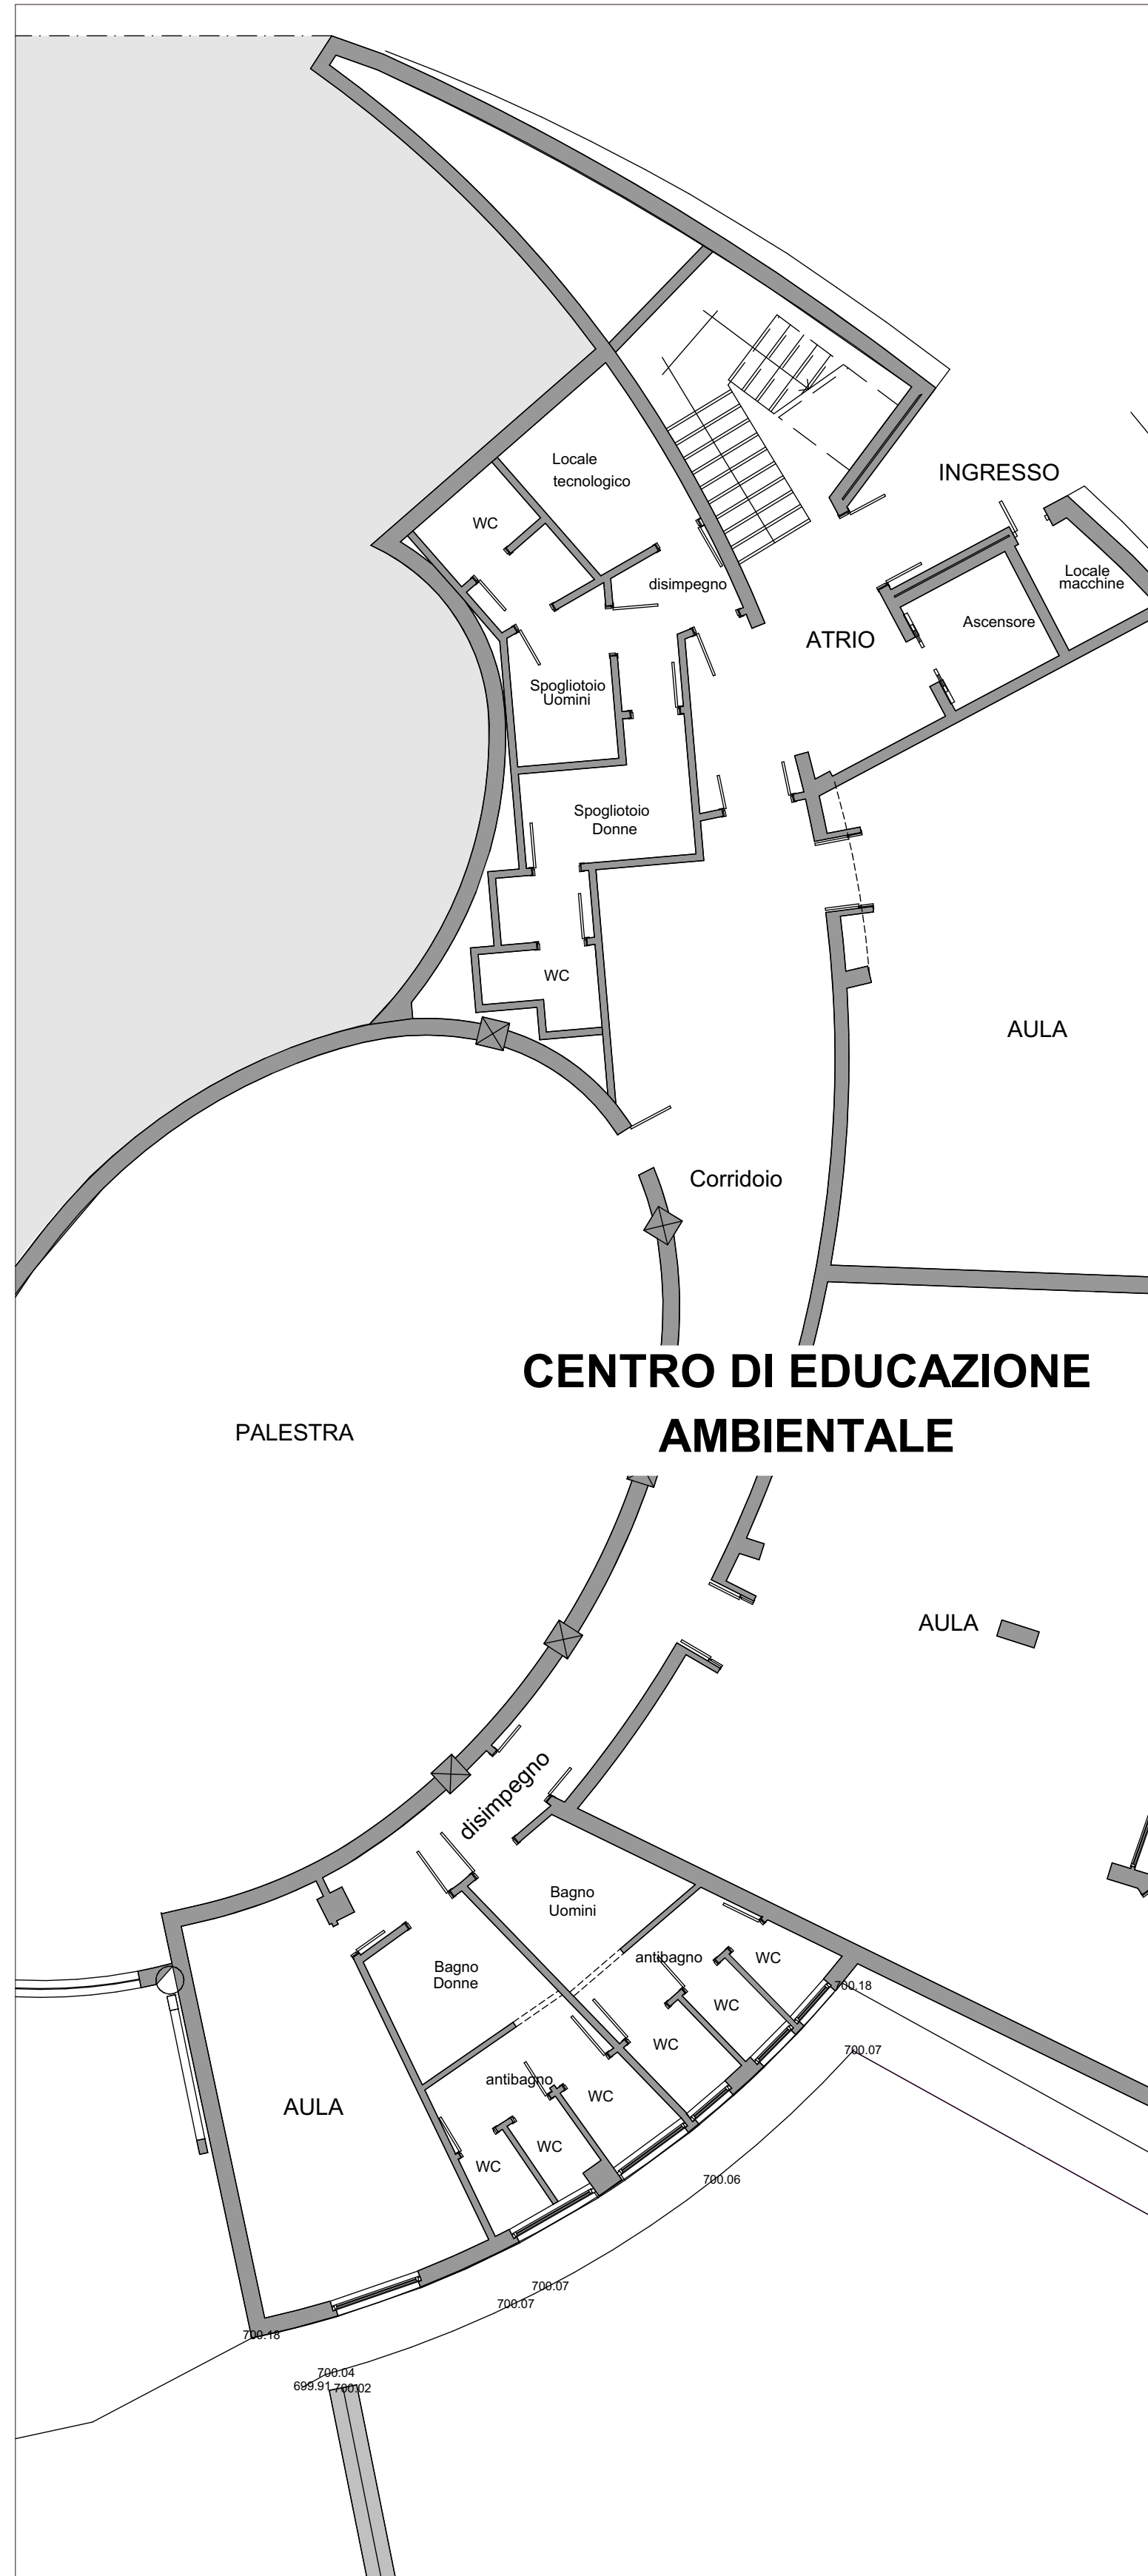 Locale
tecnologico
INGRESSO
WC
Locale
macchine
disimpegno
Ascensore
ATRIO
Spogliotoio
Uomini
Spogliotoio
Donne
WC
AULA
Corridoio
CENTRO DI EDUCAZIONE
AMBIENTALE
PALESTRA
AULA
disimpegno
Bagno
Uomini
antibagno
WC
Bagno
Donne
700.18
WC
WC
700.07
antibagno
WC
AULA
WC
WC
700.06
700.07
700.07
700.18
700.04
699.91
700.02